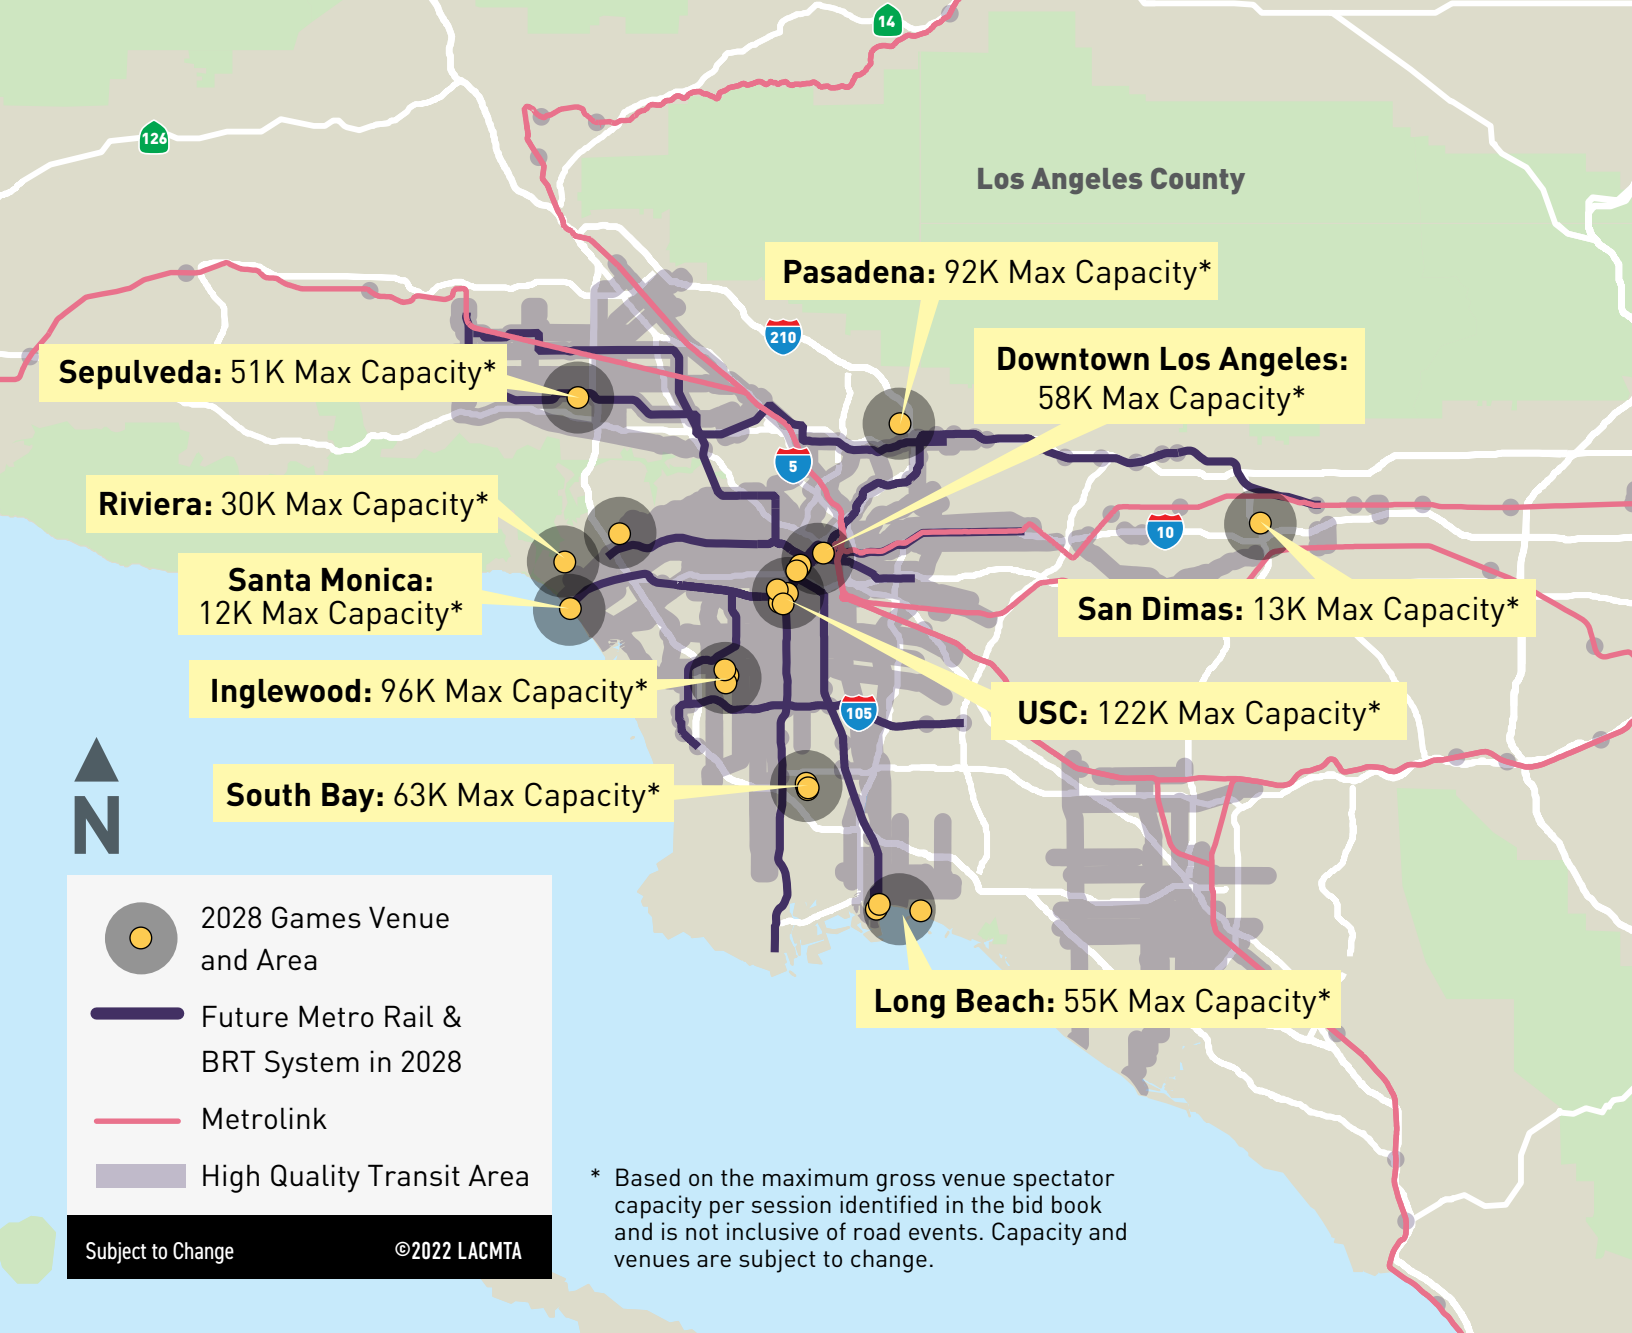 14
126
Los Angeles County
Pasadena: 92K Max Capacity*
210
Downtown Los Angeles:
58K Max Capacity*
Sepulveda: 51K Max Capacity*
5
Riviera: 30K Max Capacity*
10
Santa Monica:
12K Max Capacity*
San Dimas: 13K Max Capacity*
Inglewood: 96K Max Capacity*
105
USC: 122K Max Capacity*
South Bay: 63K Max Capacity*
N
Long Beach: 55K Max Capacity*
2028 Games Venue
and Area
Future Metro Rail &
BRT System in 2028
Metrolink
High Quality Transit Area
Subject to Change
©2022 LACMTA
* Based on the maximum gross venue spectator
capacity per session identified in the bid book
and is not inclusive of road events. Capacity and
venues are subject to change.